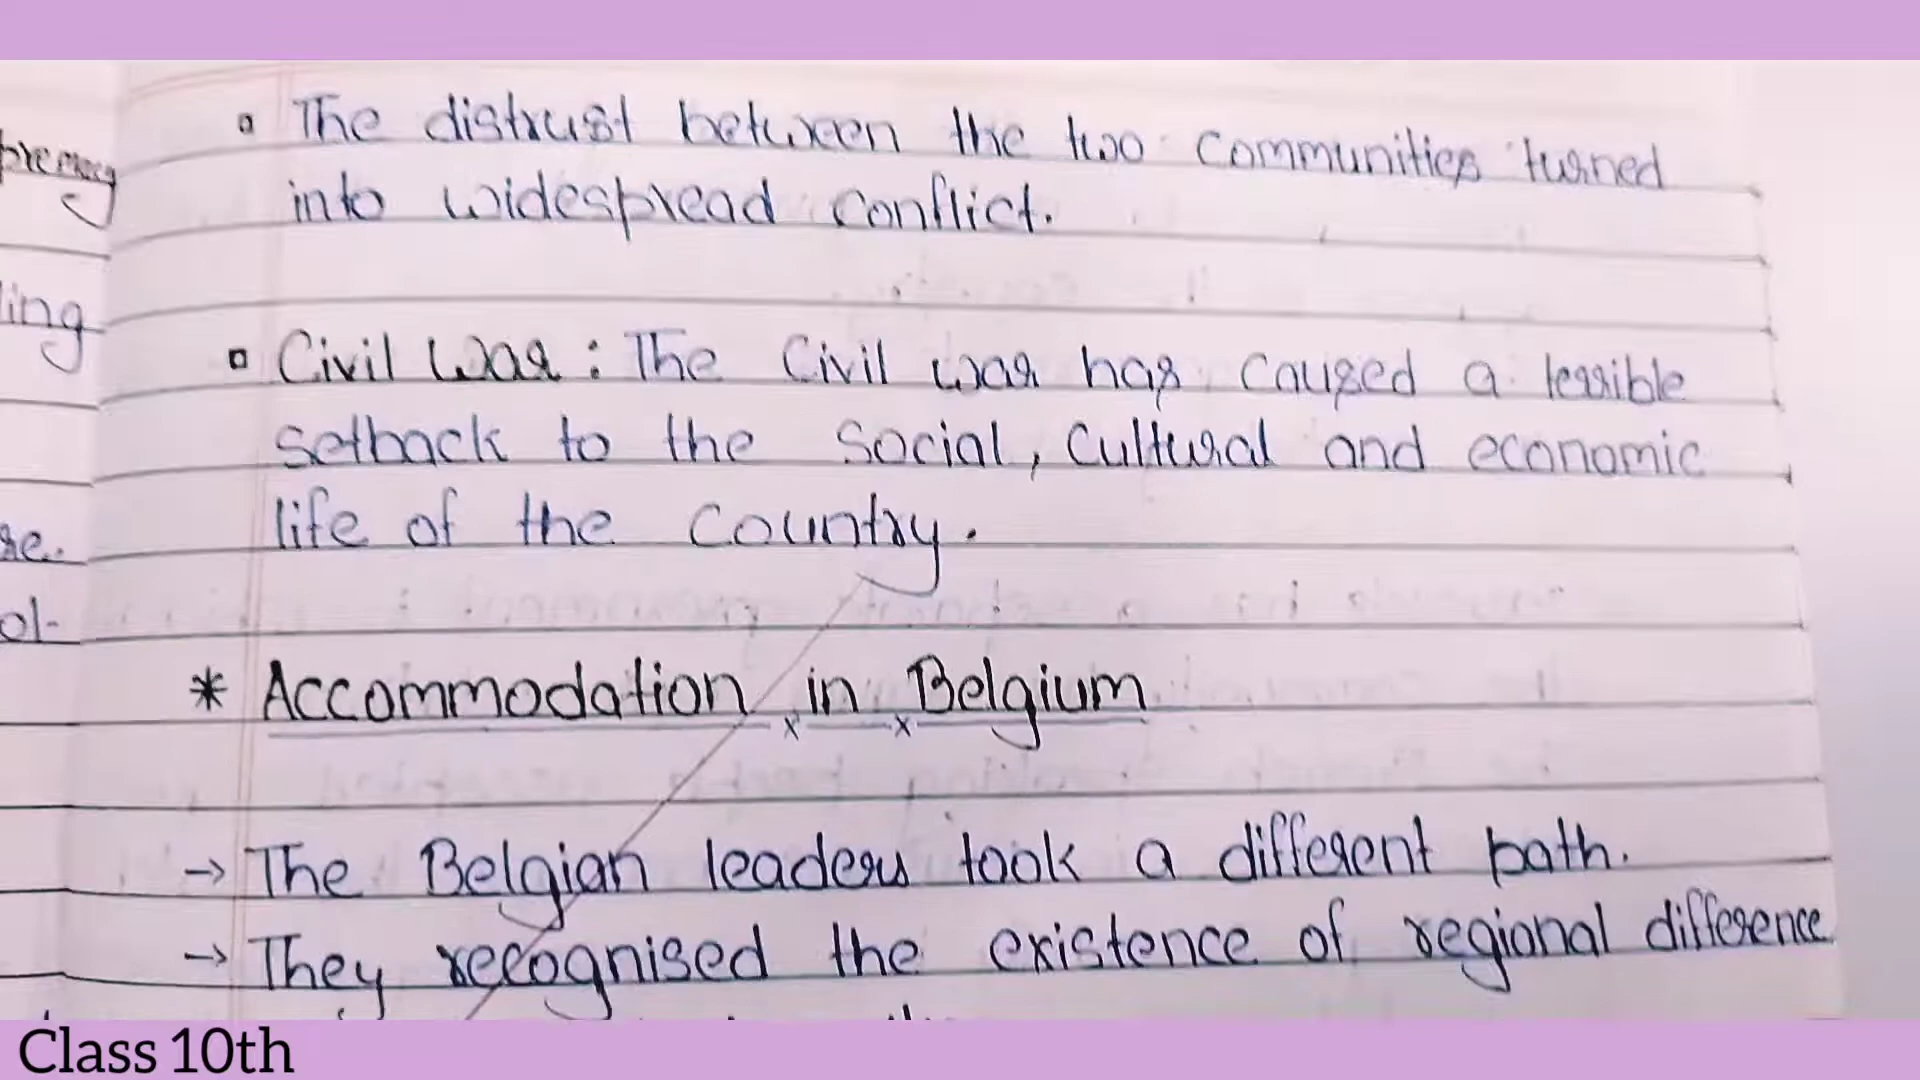 ▫ The distrust between the two communities turned
into widespread conflict.
▫ Civil War : The Civil war has caused a terrible
setback to the social, cultural and economic
life of the country.
* Accommodation in Belgium
→ The Belgian leaders took a different path.
→ They recognised the existence of regional difference
ling
Class 10th